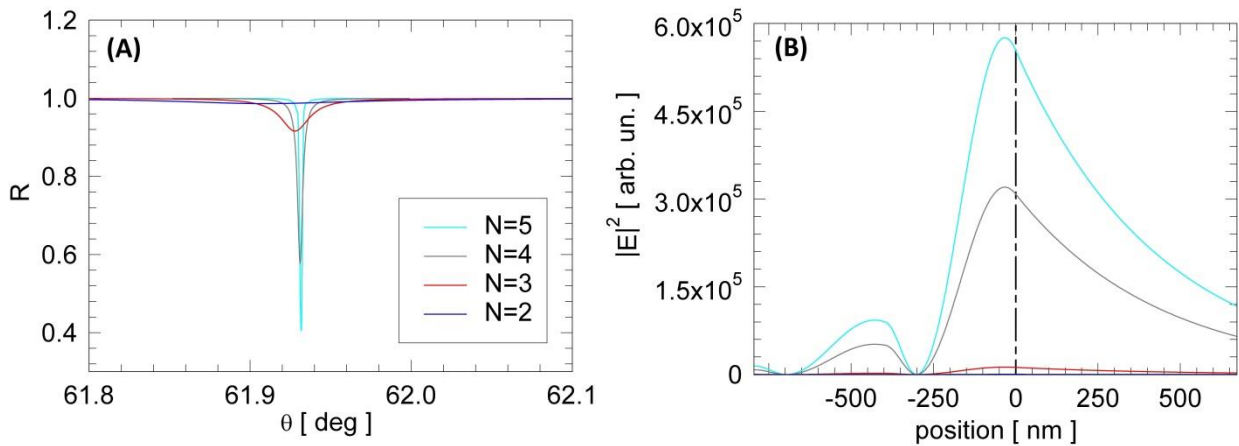 (A)
1.2
1.0
0.8
0.6
0.4
R
61.8
61.9
62.0
62.1
θ [ deg ]
N=5
N=4
N=3
N=2
(B)
6.0x10⁵
4.5x10⁵
3.0x10⁵
1.5x10⁵
0
|E|² [ arb. un. ]
-500
-250
0
250
500
position [ nm ]